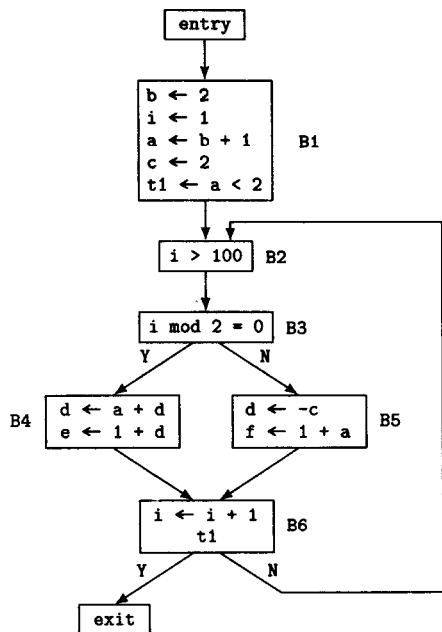 entry
b ← 2
i ← 1
a ← b + 1
c ← 2
t1 ← a < 2
B1
i > 100
B2
i mod 2 = 0
B3
Y
N
B4
d ← a + d
e ← 1 + d
d ← -c
f ← 1 + a
B5
i ← i + 1
t1
B6
Y
N
exit